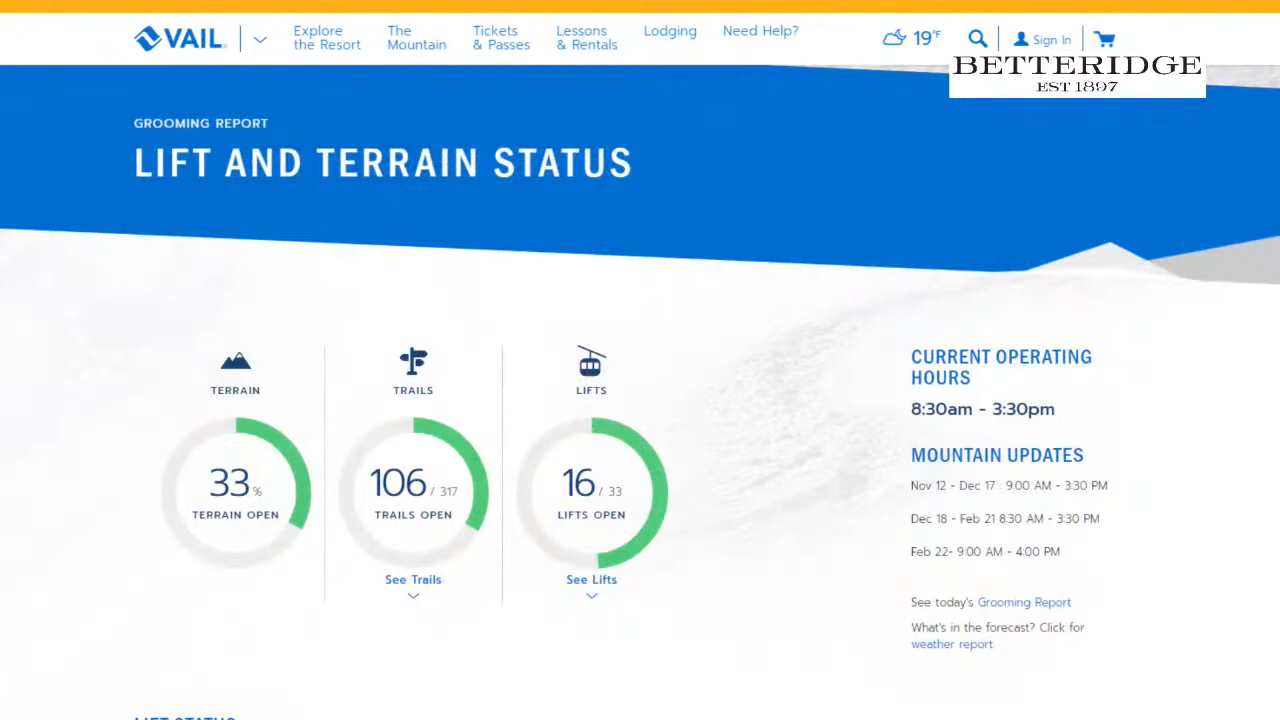 VAIL
Explore
the Resort
The
Mountain
Tickets
& Passes
Lessons
& Rentals
Lodging
Need Help?
19°F
Sign In
BETTERIDGE
EST 1897
GROOMING REPORT
LIFT AND TERRAIN STATUS
TERRAIN
33 %
TERRAIN OPEN
TRAILS
106 / 317
TRAILS OPEN
See Trails
LIFTS
16 / 33
LIFTS OPEN
See Lifts
CURRENT OPERATING
HOURS
8:30am - 3:30pm
MOUNTAIN UPDATES
Nov 12 - Dec 17 : 9:00 AM - 3:30 PM
Dec 18 - Feb 21 8:30 AM - 3:30 PM
Feb 22- 9:00 AM - 4:00 PM
See today's Grooming Report
What's in the forecast? Click for
weather report
LIFT STATUS